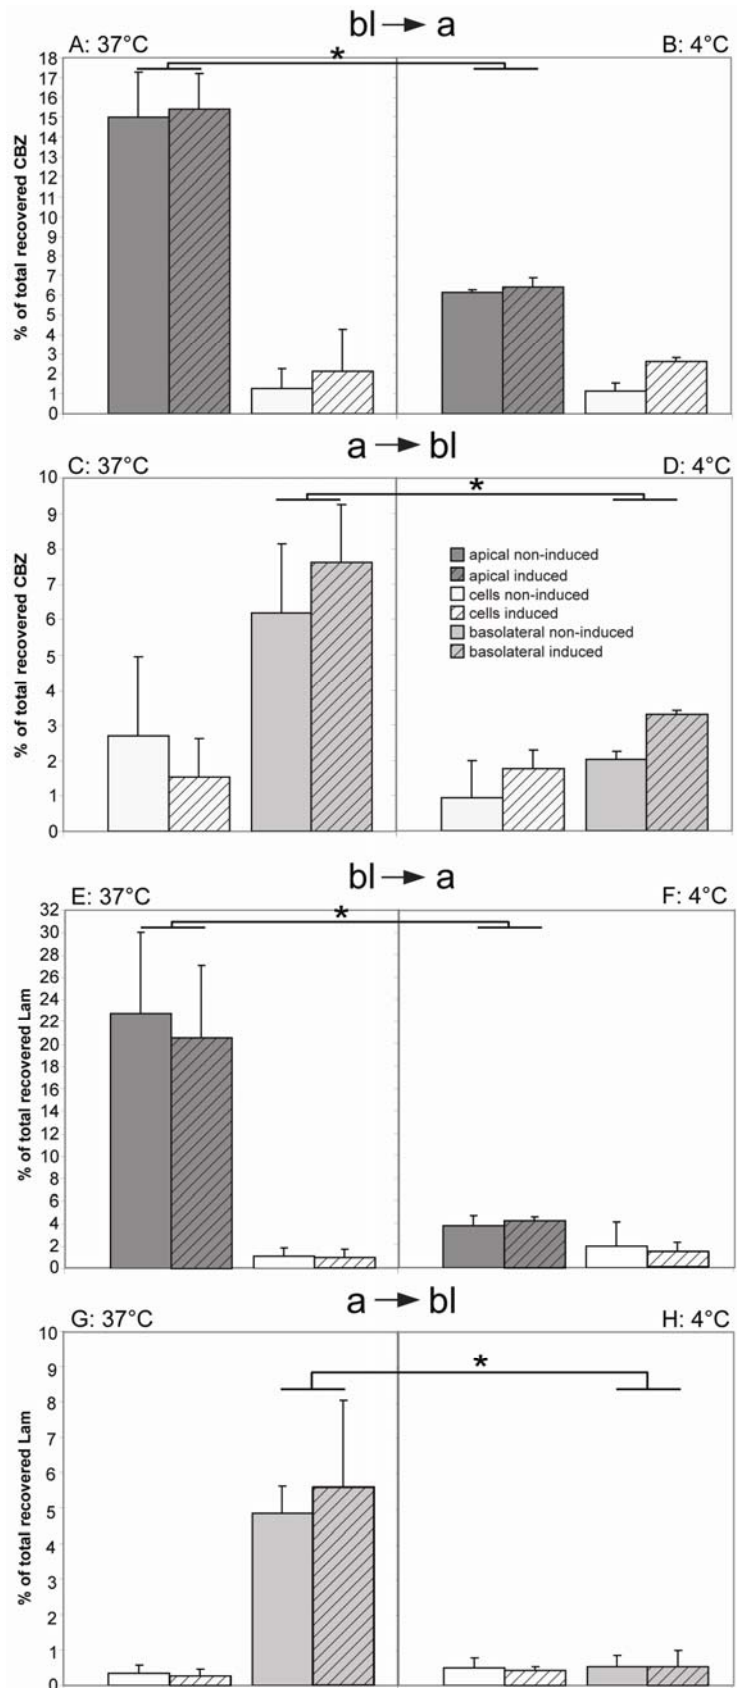 bl → a
A: 37°C
B: 4°C
*
% of total recovered CBZ
18
17
16
15
14
13
12
11
10
9
8
7
6
5
4
3
2
1
0
a → bl
C: 37°C
D: 4°C
*
% of total recovered CBZ
10
9
8
7
6
5
4
3
2
1
0
apical non-induced
apical induced
cells non-induced
cells induced
basolateral non-induced
basolateral induced
bl → a
E: 37°C
F: 4°C
*
% of total recovered Lam
32
30
28
26
24
22
20
18
16
14
12
10
8
6
4
2
0
a → bl
G: 37°C
H: 4°C
*
% of total recovered Lam
10
9
8
7
6
5
4
3
2
1
0